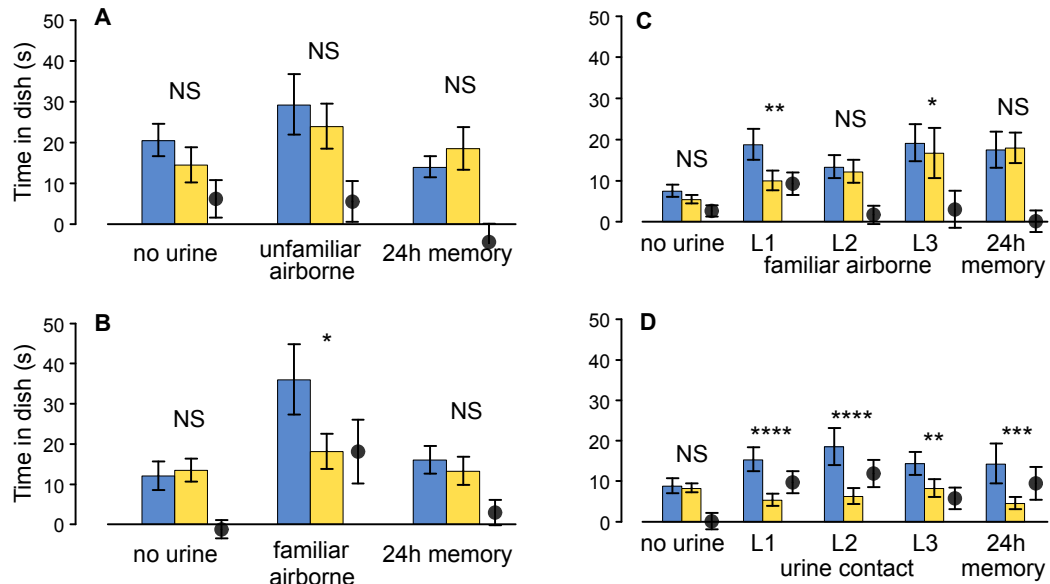 A
Time in dish (s)
50
40
30
20
10
0
NS
NS
NS
no urine
unfamiliar
airborne
24h memory
B
Time in dish (s)
50
40
30
20
10
0
NS
*
NS
no urine
familiar
airborne
24h memory
C
50
40
30
20
10
0
NS
**
NS
*
NS
no urine
L1
L2
L3
24h
familiar airborne
memory
D
50
40
30
20
10
0
NS
****
****
**
***
no urine
L1
L2
L3
24h
urine contact
memory